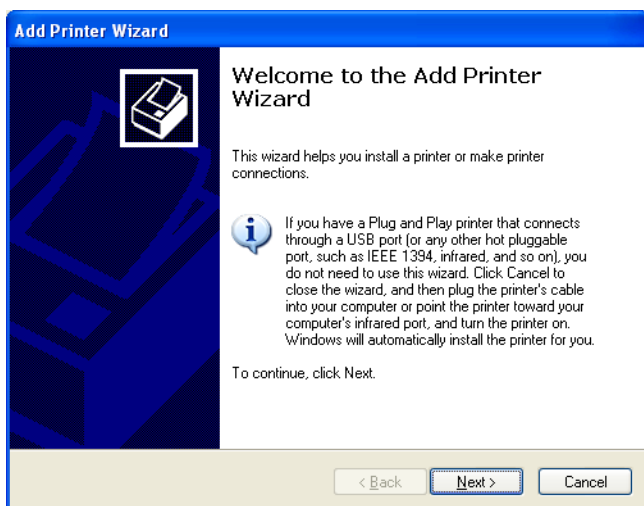 Add Printer Wizard
Welcome to the Add Printer
Wizard
This wizard helps you install a printer or make printer
connections.
If you have a Plug and Play printer that connects
through a USB port (or any other hot pluggable
port, such as IEEE 1394, infrared, and so on), you
do not need to use this wizard. Click Cancel to
close the wizard, and then plug the printer's cable
into your computer or point the printer toward your
computer's infrared port, and turn the printer on.
Windows will automatically install the printer for you.
To continue, click Next.
< Back Next > Cancel